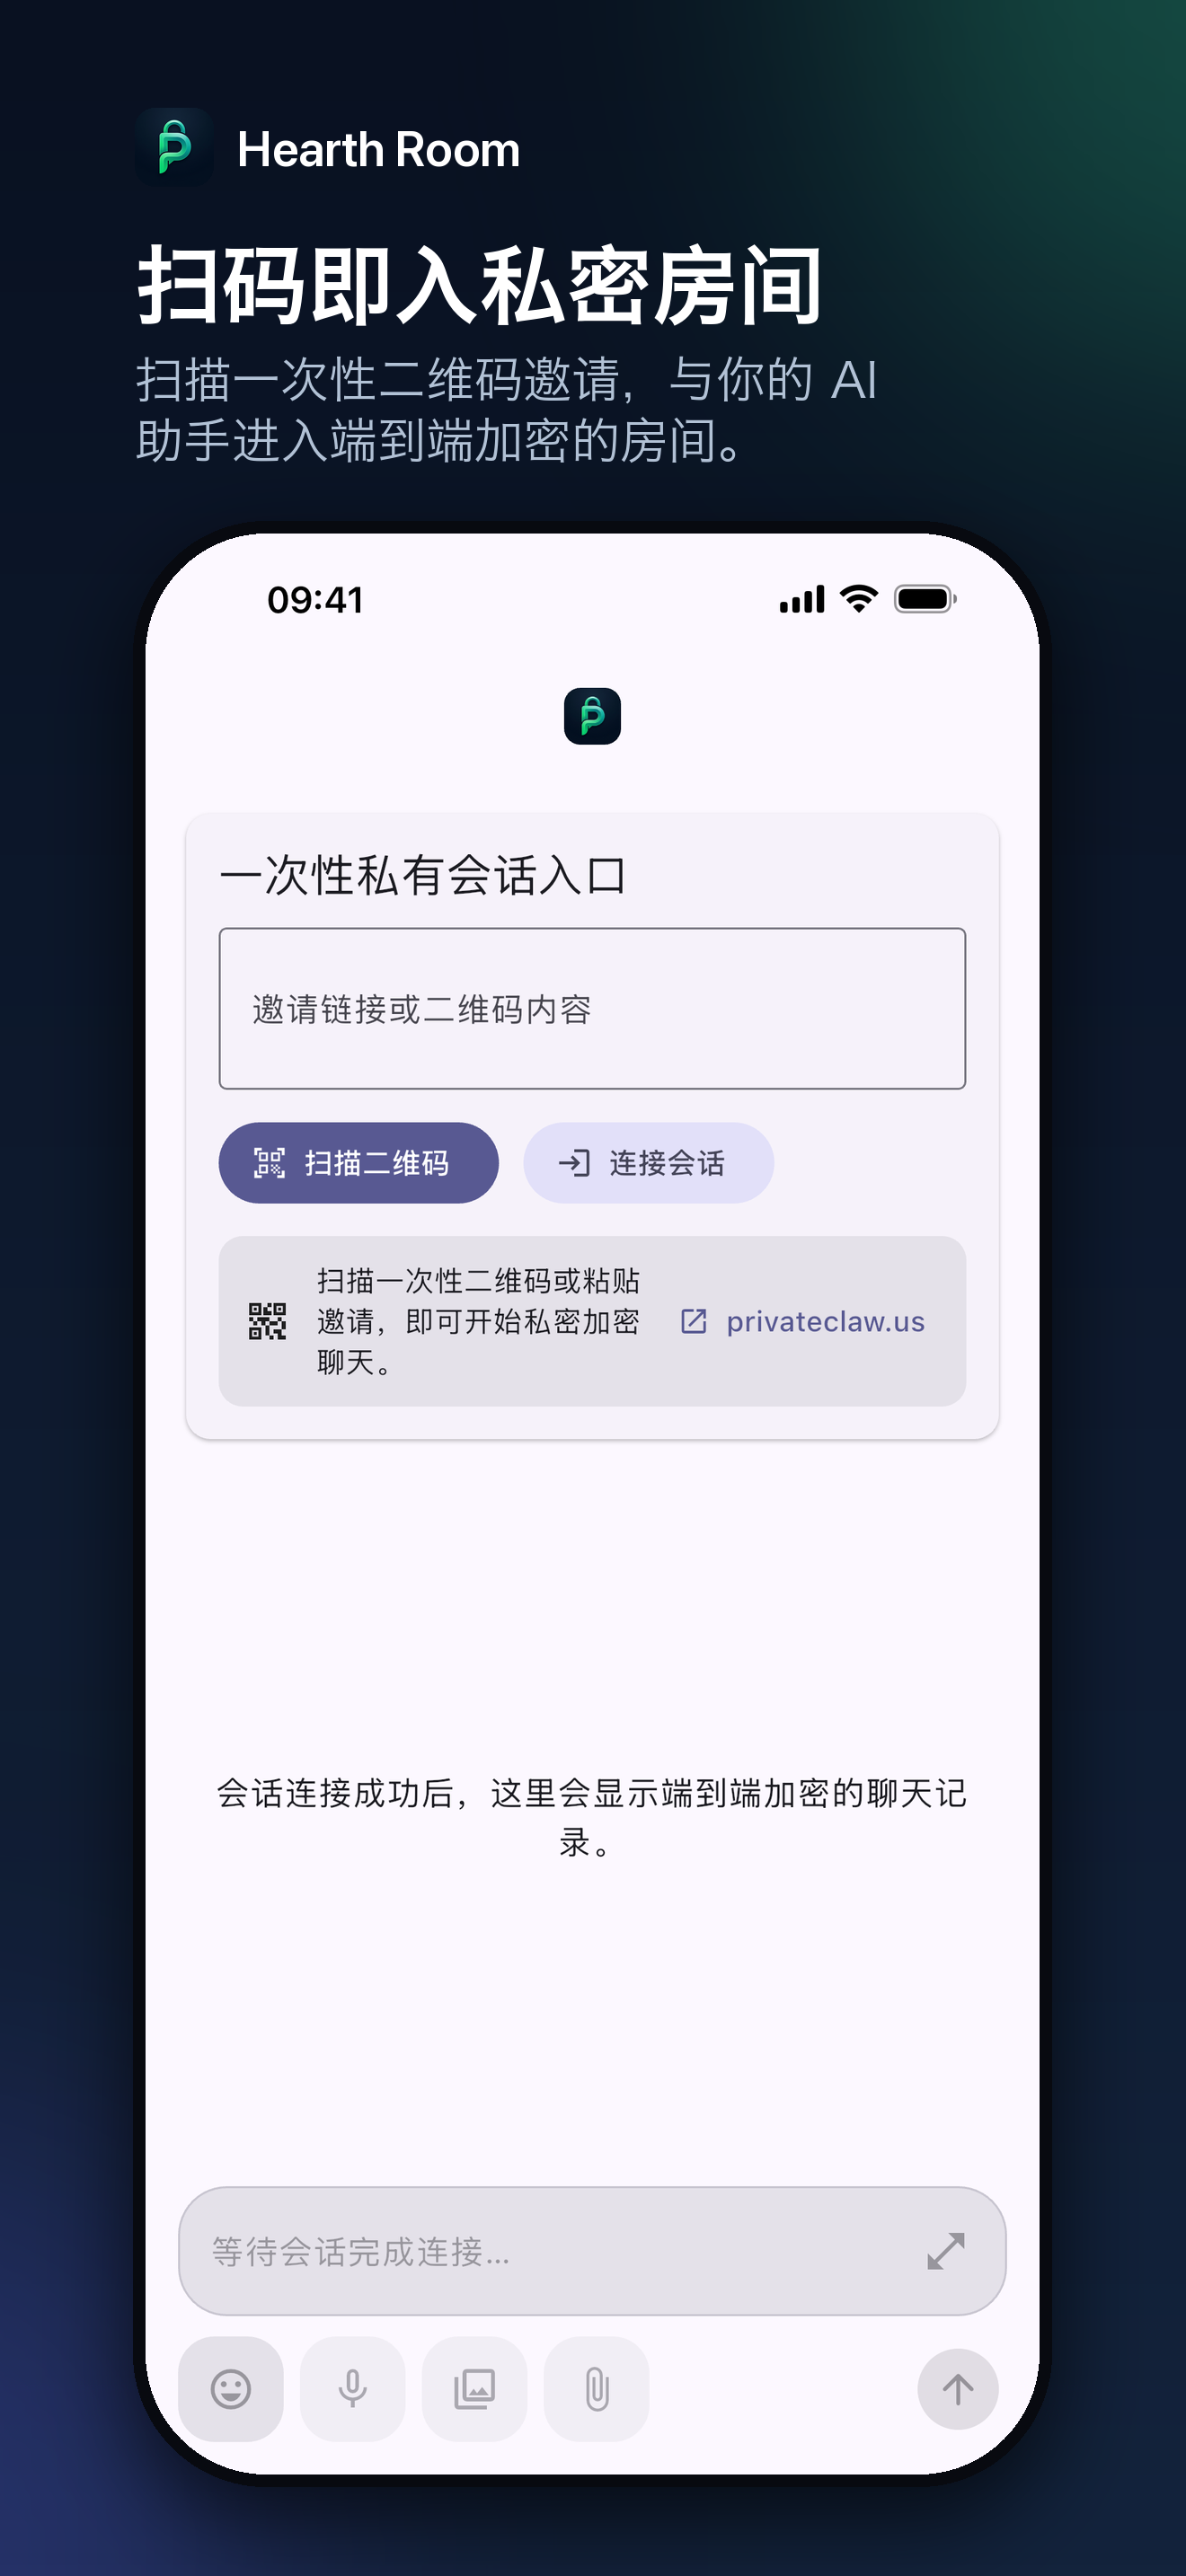 Hearth Room
扫码即入私密房间
扫描一次性二维码邀请，与你的 AI
助手进入端到端加密的房间。
09:41
一次性私有会话入口
邀请链接或二维码内容
扫描二维码
连接会话
扫描一次性二维码或粘贴
邀请，即可开始私密加密
聊天。
privateclaw.us
会话连接成功后，这里会显示端到端加密的聊天记
录。
等待会话完成连接...